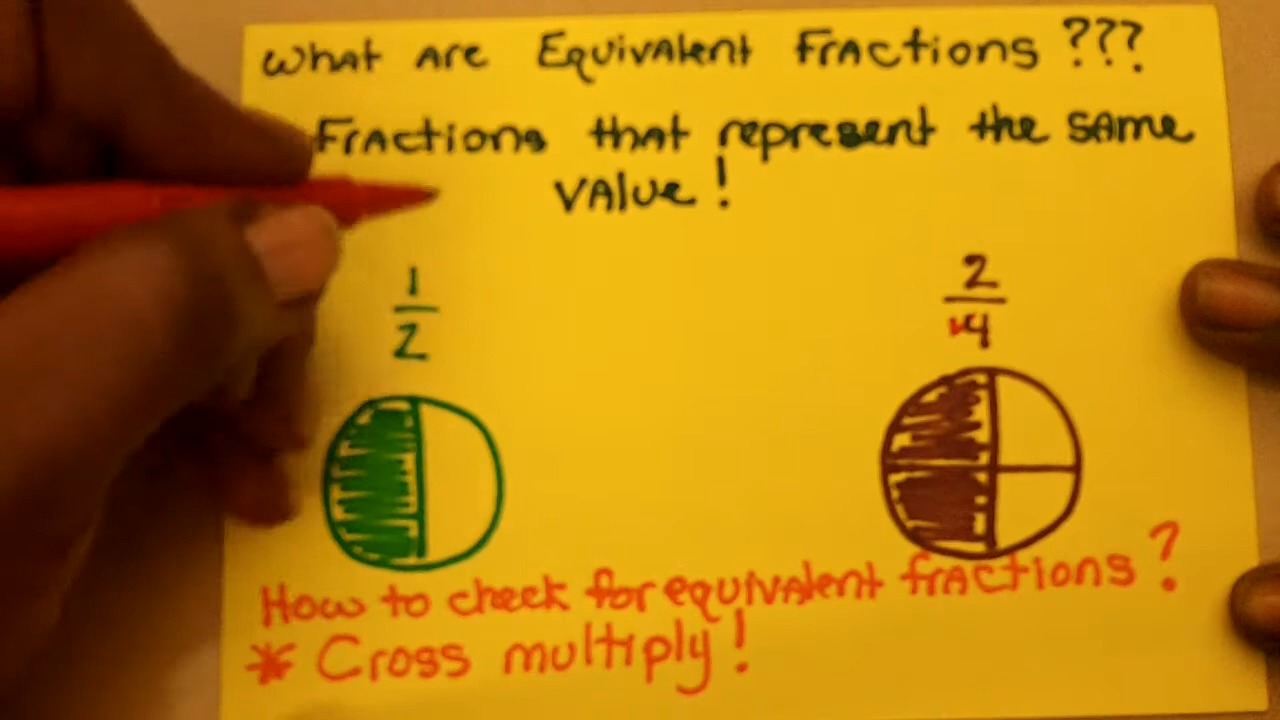 What are Equivalent Fractions ???
Fractions that represent the same
value!
1/2
2/4
How to check for equivalent fractions?
* Cross multiply!